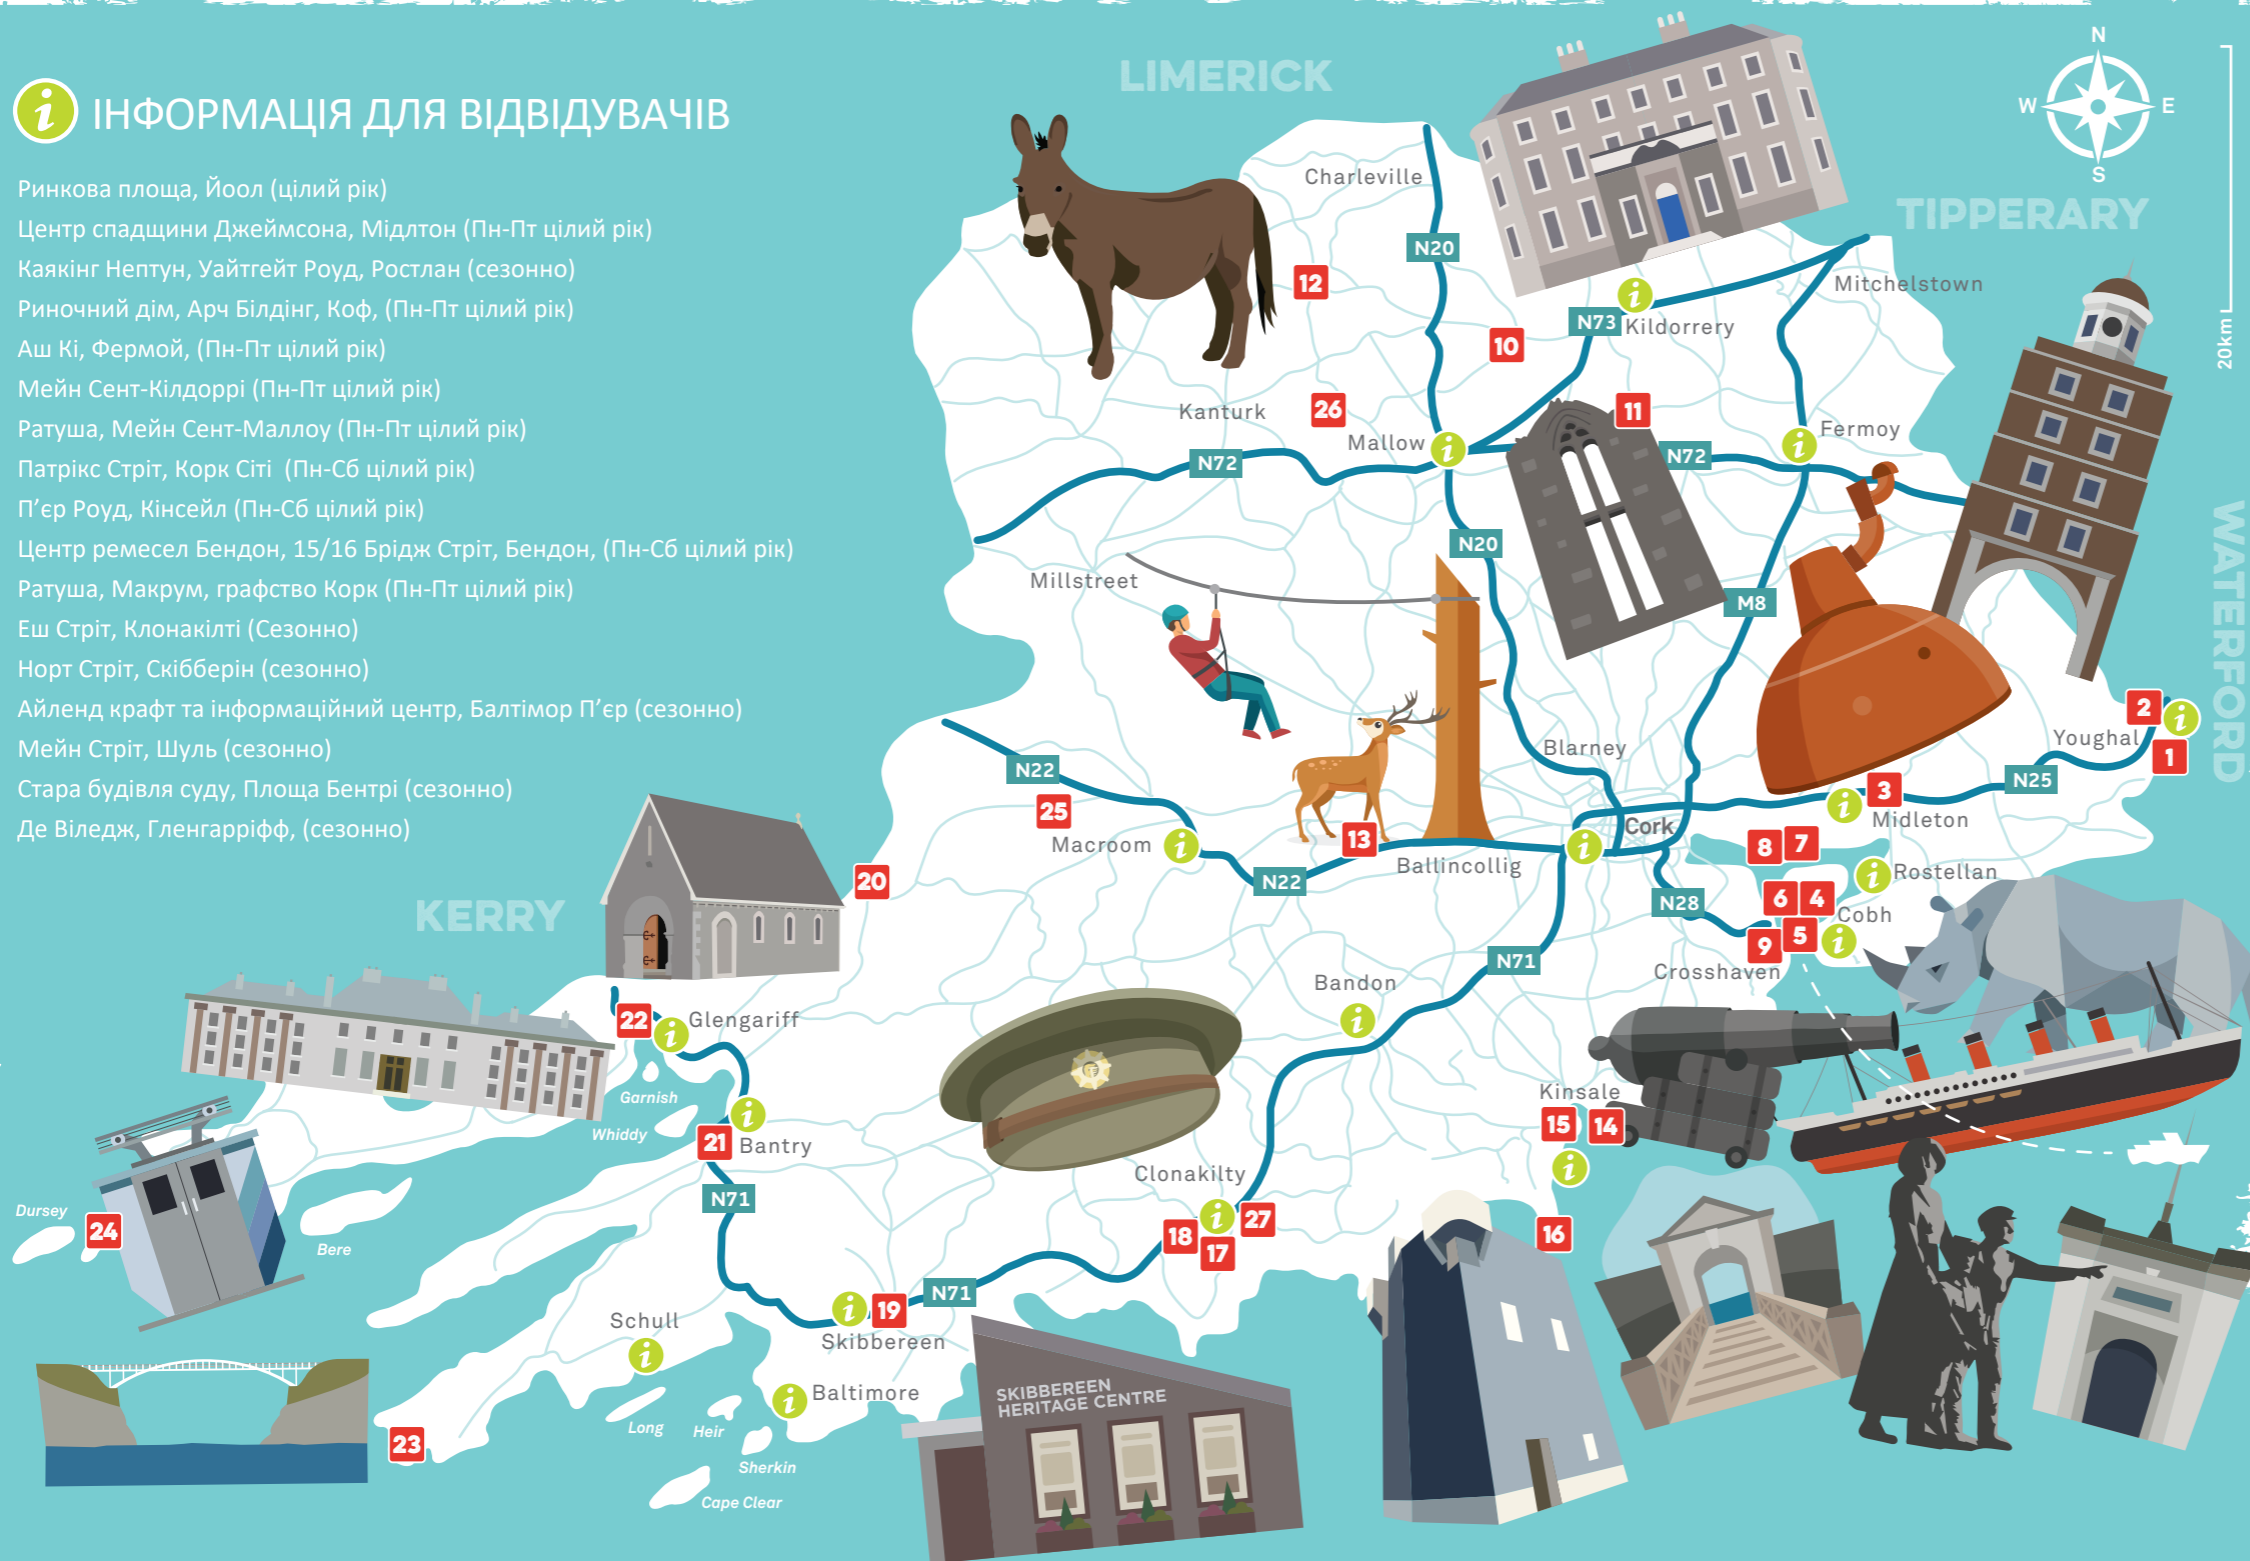 ІНФОРМАЦІЯ ДЛЯ ВІДВІДУВАЧІВ
Ринкова площа, Йоол (цілий рік)
Центр спадщини Джеймсона, Мідлтон (Пн-Пт цілий рік)
Каякінг Нептун, Уайтгейт Роуд, Ростлан (сезонно)
Риночний дім, Арч Білдінг, Коф, (Пн-Пт цілий рік)
Аш Кі, Фермой, (Пн-Пт цілий рік)
Мейн Сент-Кілдоррі (Пн-Пт цілий рік)
Ратуша, Мейн Сент-Маллоу (Пн-Пт цілий рік)
Патрікс Стріт, Корк Сіті (Пн-Сб цілий рік)
П’єр Роуд, Кінсейл (Пн-Сб цілий рік)
Центр ремесел Бендон, 15/16 Брідж Стріт, Бендон, (Пн-Сб цілий рік)
Ратуша, Макрум, графство Корк (Пн-Пт цілий рік)
Еш Стріт, Клонакілті (Сезонно)
Норт Стріт, Скібберін (сезонно)
Айленд крафт та інформаційний центр, Балтімор П’єр (сезонно)
Мейн Стріт, Шуль (сезонно)
Стара будівля суду, Площа Бентрі (сезонно)
Де Віледж, Гленгарріфф, (сезонно)
LIMERICK
N
W
E
S
20km
TIPPERARY
WATERFORD
KERRY
Charleville
N20
12
Mitchelstown
N73
Kildorrery
10
Kanturk
26
11
Mallow
Fermoy
N72
N72
N20
Millstreet
M8
2
Youghal
1
Blarney
N22
N25
25
3
Midleton
Macroom
13
Cork
Ballincollig
8
7
N22
20
Rostellan
N28
6
4
Cobh
9
5
N71
Crosshaven
Bandon
22
Glengariff
Garnish
Kinsale
Whiddy
15
14
21
Bantry
Clonakilty
N71
Dursey
24
Bere
18
27
17
16
N71
19
Schull
Skibbereen
SKIBBEREEN
HERITAGE CENTRE
Baltimore
Long
Heir
23
Sherkin
Cape Clear